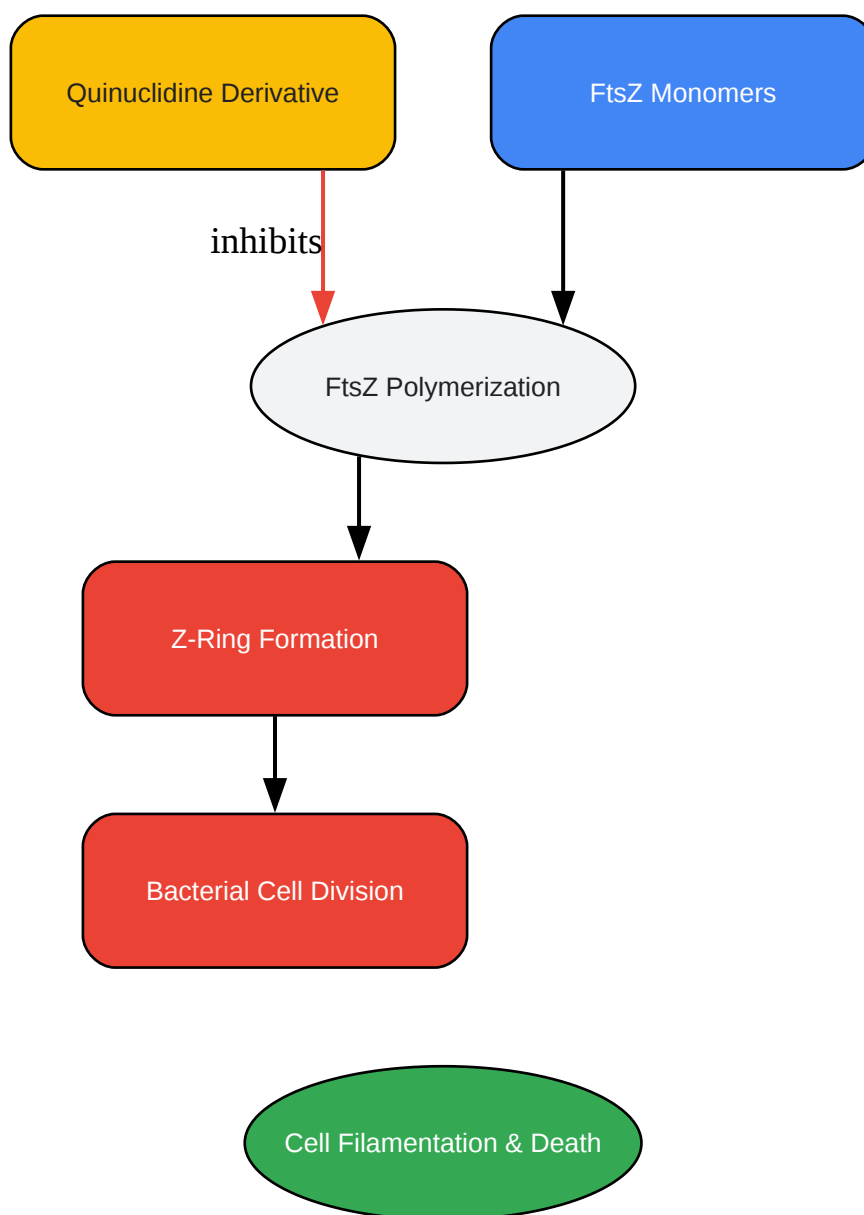 Quinuclidine Derivative
FtsZ Monomers
inhibits
FtsZ Polymerization
Z-Ring Formation
Bacterial Cell Division
Cell Filamentation & Death